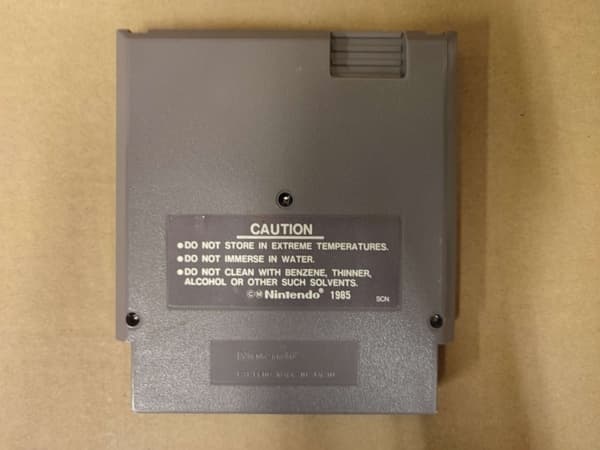 CAUTION
●DO NOT STORE IN EXTREME TEMPERATURES.
●DO NOT IMMERSE IN WATER.
●DO NOT CLEAN WITH BENZENE, THINNER,
ALCOHOL OR OTHER SUCH SOLVENTS.
©Ⓜ Nintendo® 1985 SCN
Nintendo®